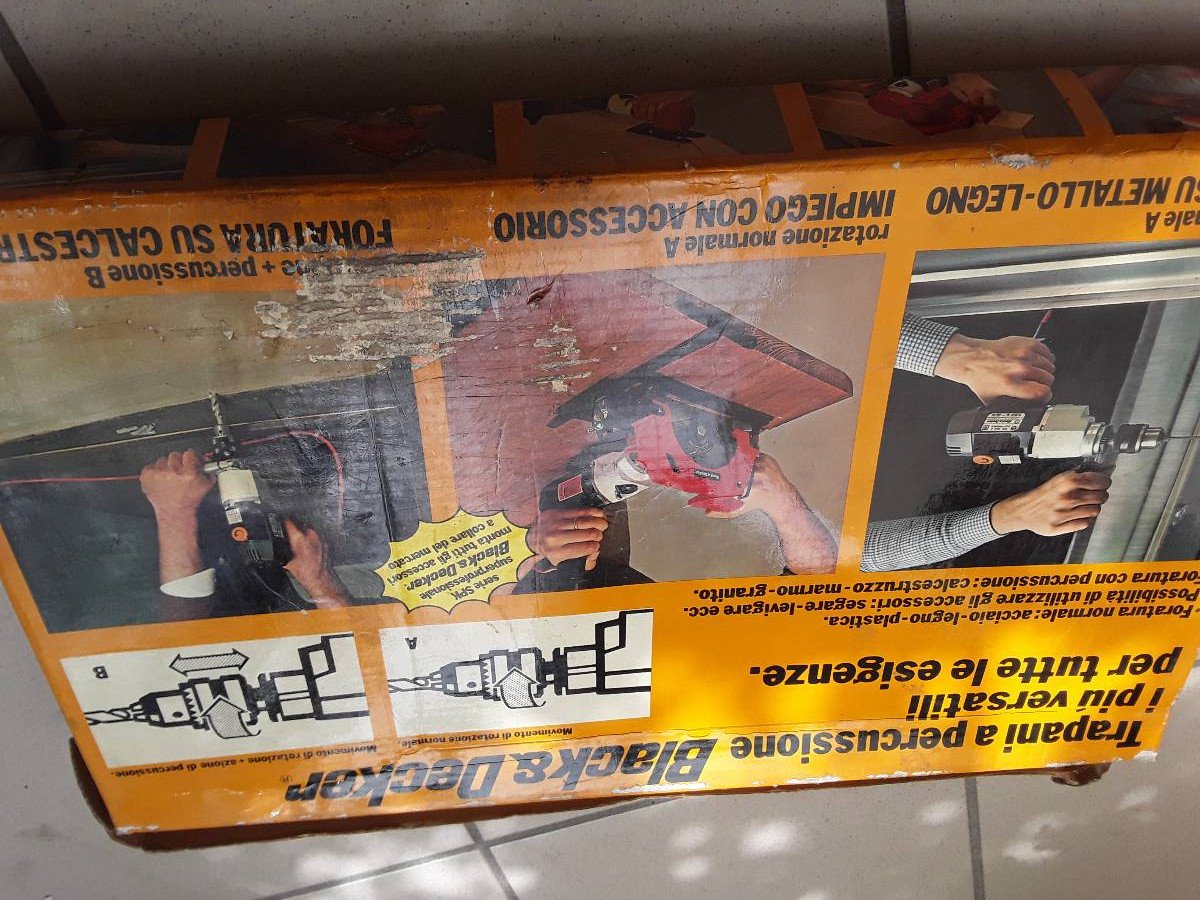 Trapani a percussione Black & Decker®
i più versatili
per tutte le esigenze.
Foratura normale: acciaio-legno-plastica.
Possibilità di utilizzare gli accessori: segare-levigare ecc.
Foratura con percussione: calcestruzzo-marmo-granito.
Movimento di rotazione normale.
A
Movimento di rotazione + azione di percussione.
B
serie SPK
superprofessionale
Black & Decker
monta tutti gli accessori
a collare del mercato
ale A
U METALLO-LEGNO
rotazione normale A
IMPIEGO CON ACCESSORIO
+ percussione B
FORATURA SU CALCESTR